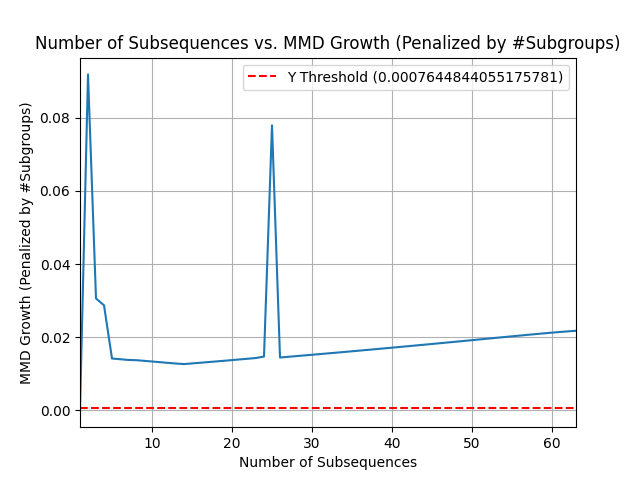 Number of Subsequences vs. MMD Growth (Penalized by #Subgroups)
Y Threshold (0.0007644844055175781)
MMD Growth (Penalized by #Subgroups)
0.08
0.06
0.04
0.02
0.00
10 20 30 40 50 60
Number of Subsequences